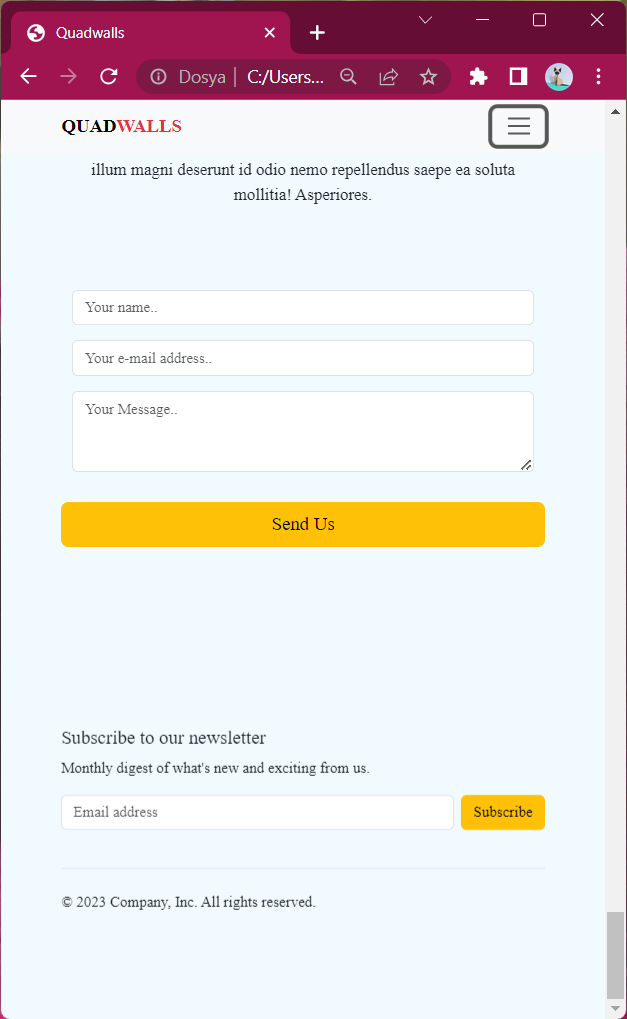 Quadwalls
Dosya | C:/Users...
QUADWALLS
illum magni deserunt id odio nemo repellendus saepe ea soluta
mollitia! Asperiores.
Your name..
Your e-mail address..
Your Message..
Send Us
Subscribe to our newsletter
Monthly digest of what's new and exciting from us.
Email address
Subscribe
© 2023 Company, Inc. All rights reserved.